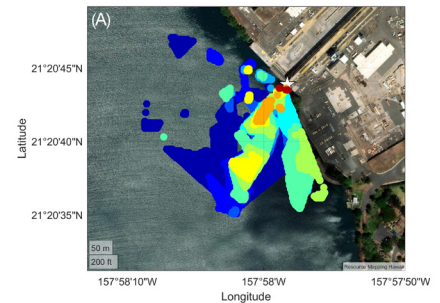 (A)
21°20'45"N
21°20'40"N
21°20'35"N
Latitude
50 m
200 ft
Resource Mapping Hawaii
157°58'10"W
157°58'W
157°57'50"W
Longitude